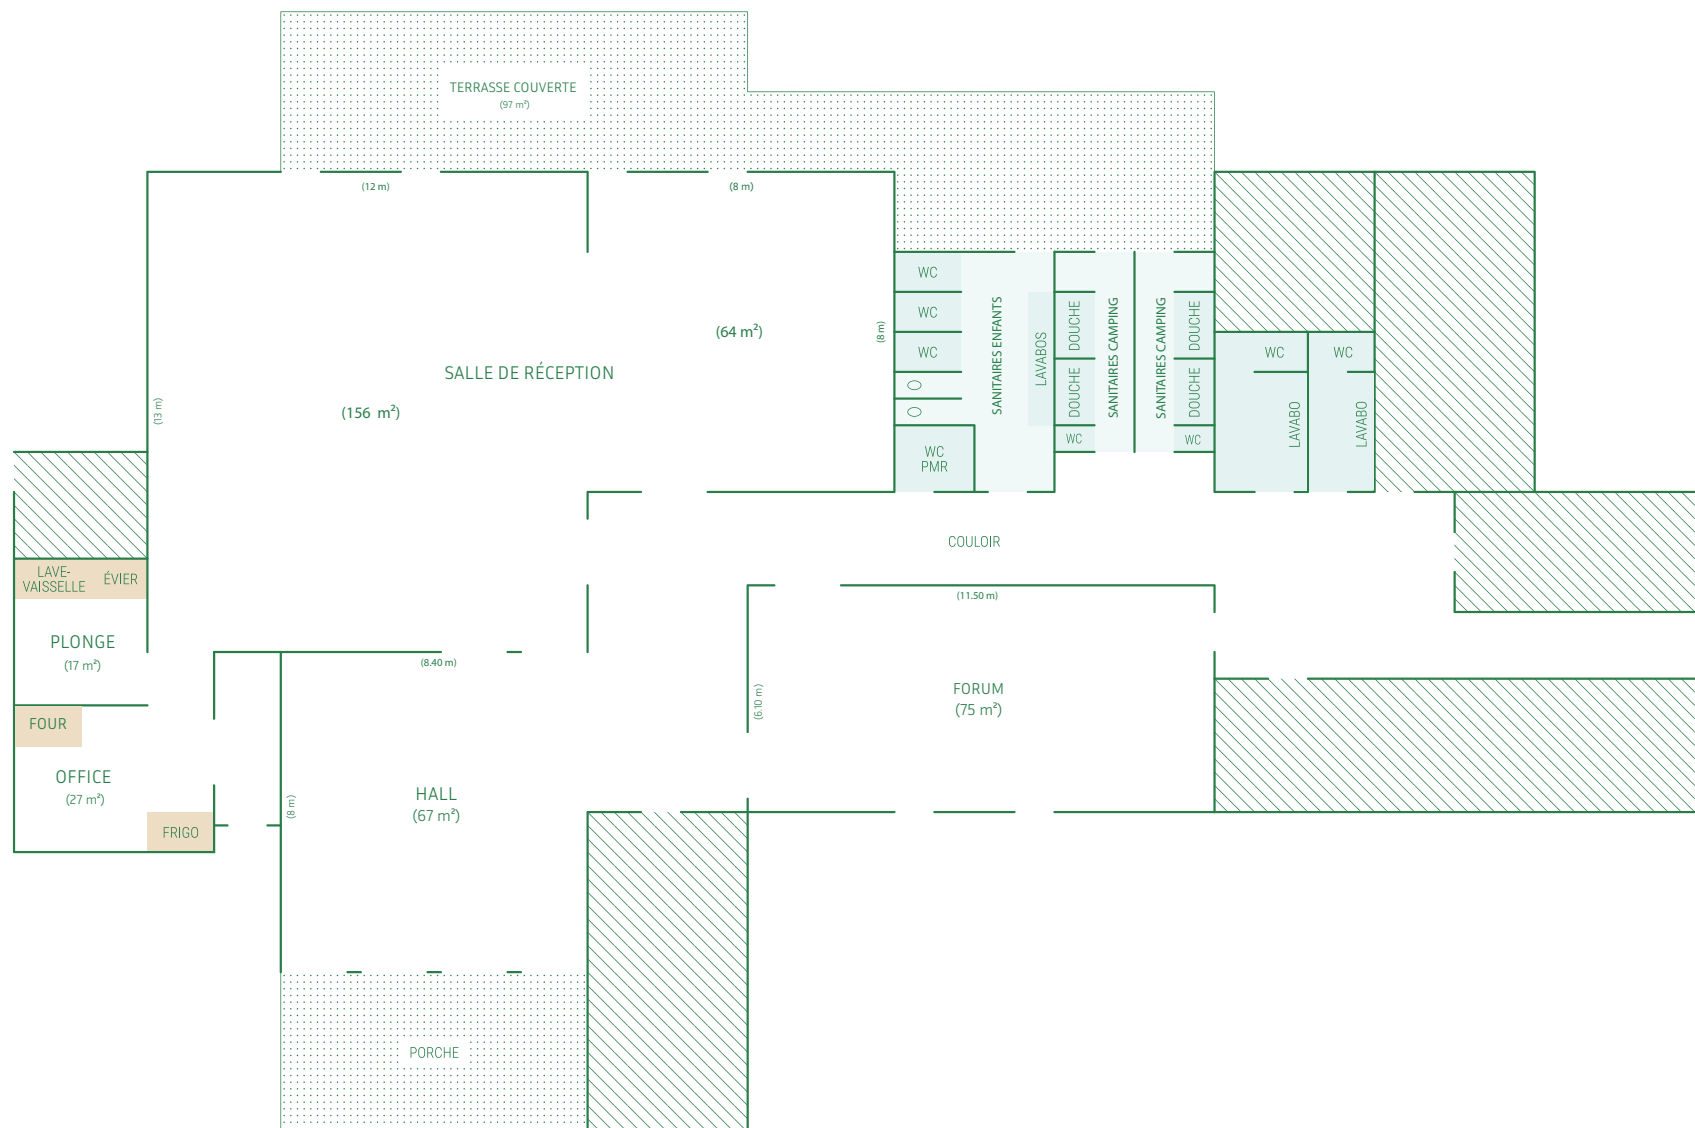 TERRASSE COUVERTE
(97 m²)
(12 m)
(8 m)
(64 m²)
(8 m)
SALLE DE RÉCEPTION
(156 m²)
(13 m)
WC
WC
WC
WC
PMR
SANITAIRES ENFANTS
LAVABOS
DOUCHE
DOUCHE
WC
SANITAIRES CAMPING
SANITAIRES CAMPING
DOUCHE
DOUCHE
WC
WC
LAVABO
WC
LAVABO
COULOIR
LAVE-
VAISSELLE
ÉVIER
PLONGE
(17 m²)
FOUR
OFFICE
(27 m²)
FRIGO
(8.40 m)
(8 m)
HALL
(67 m²)
(11.50 m)
(6.10 m)
FORUM
(75 m²)
PORCHE